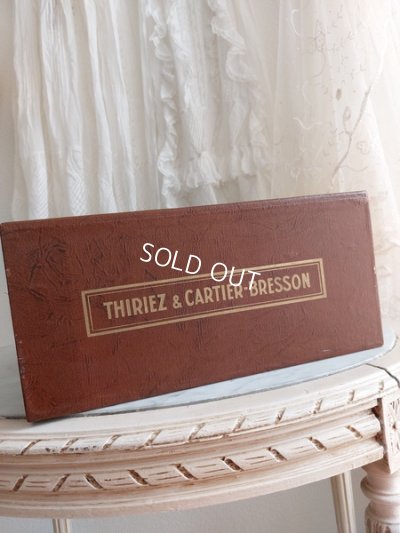 SOLD OUT
THIRIEZ & CARTIER-BRESSON